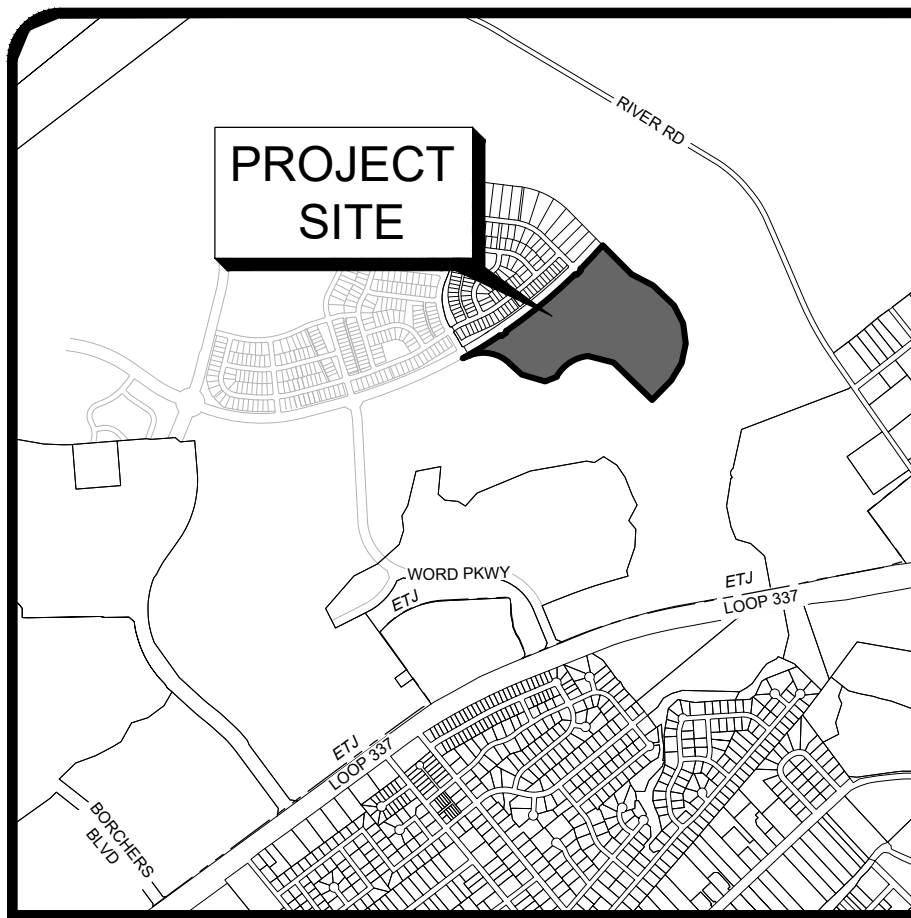 RIVER RD
PROJECT
SITE
WORD PKWY
ETJ
ETJ
LOOP 337
ETJ
LOOP 337
BORCHERS
BLVD